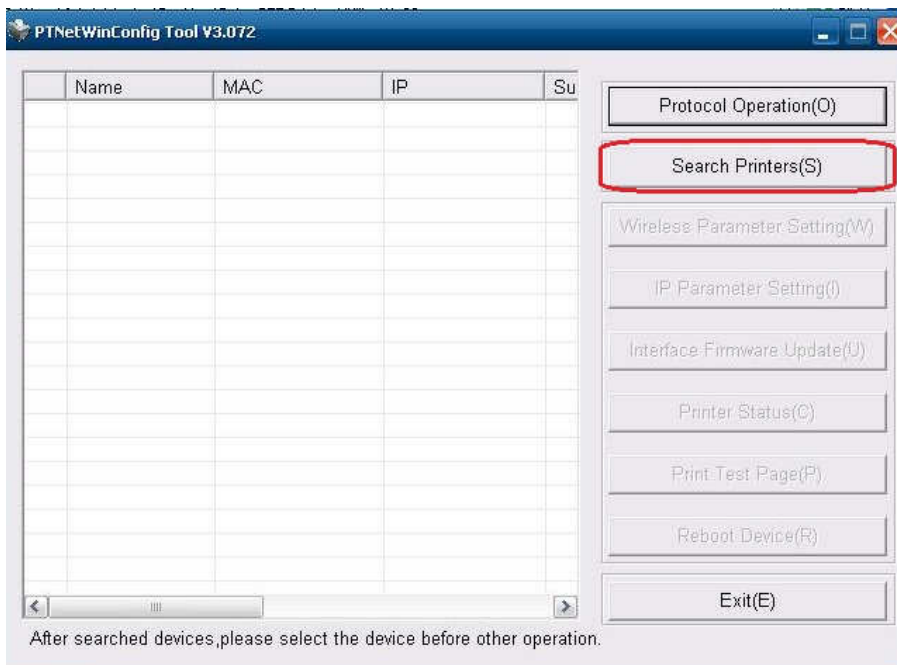 PTNetWinConfig Tool V3.072
Name MAC IP Su
Protocol Operation(O)
Search Printers(S)
Wireless Parameter Setting(W)
IP Parameter Setting(I)
Interface Firmware Update(U)
Printer Status(C)
Print Test Page(P)
Reboot Device(R)
Exit(E)
After searched devices,please select the device before other operation.